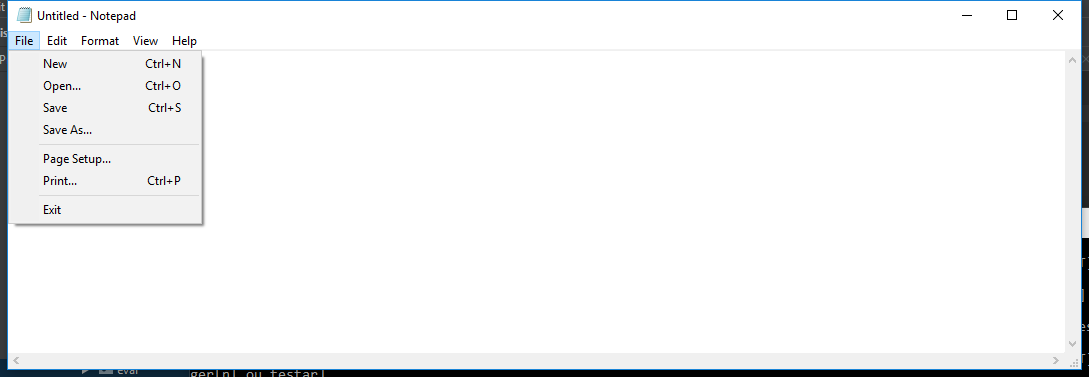 Untitled - Notepad
File Edit Format View Help
New Ctrl+N
Open... Ctrl+O
Save Ctrl+S
Save As...
Page Setup...
Print... Ctrl+P
Exit
eval
ger[n] ou testar[